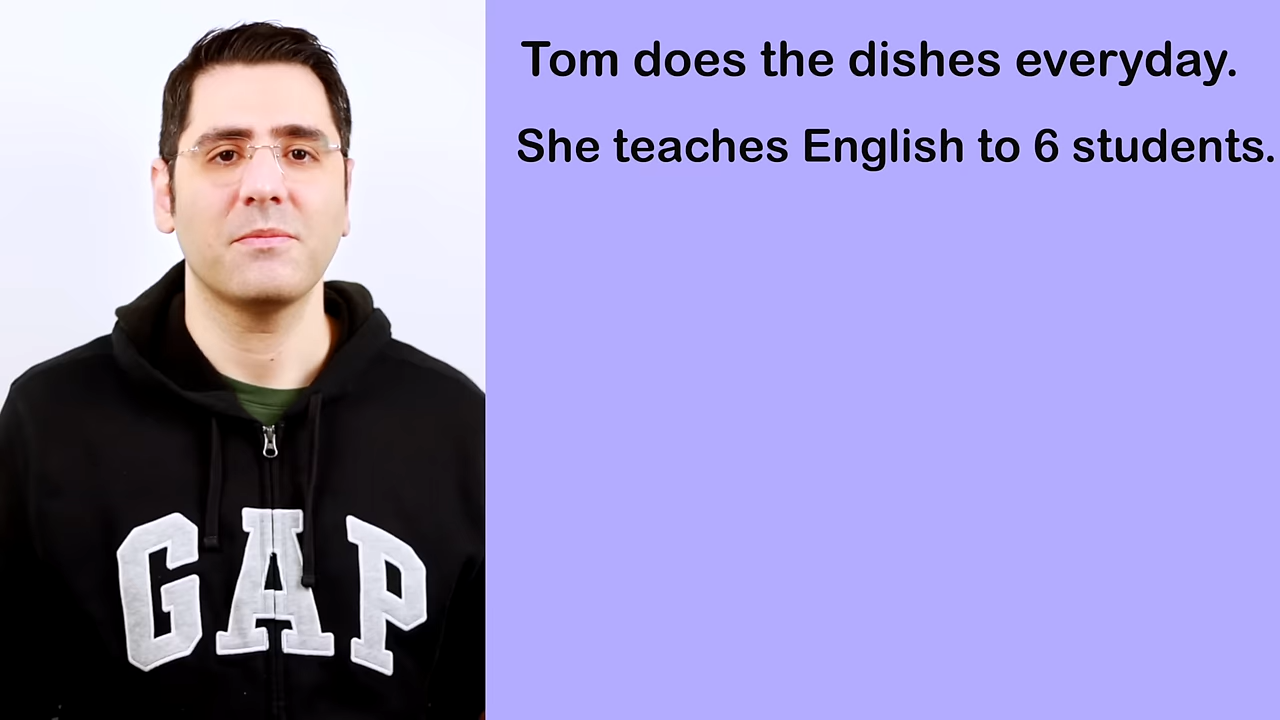 Tom does the dishes everyday.
She teaches English to 6 students.
GAP